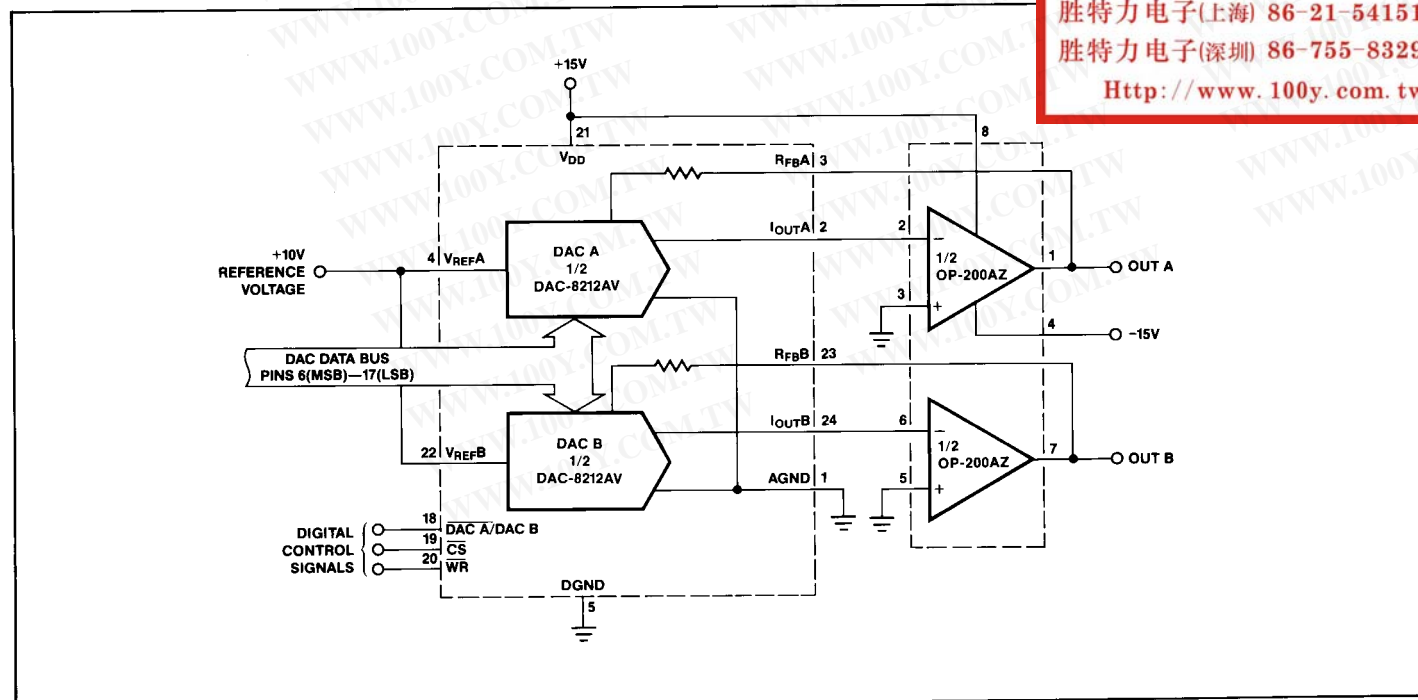 胜特力电子(上海) 86-21-54151
胜特力电子(深圳) 86-755-8329
Http://www.100y.com.tw
WWW.100Y.COM.TW
+15V
21
VDD
8
RFBA 3
DAC A
1/2
DAC-8212AV
IOUTA 2
2
−
1/2
OP-200AZ
1
OUT A
3
+
4
−15V
+10V
REFERENCE
VOLTAGE
4 VREFA
DAC DATA BUS
PINS 6(MSB)—17(LSB)
RFBB 23
DAC B
1/2
DAC-8212AV
22 VREFB
IOUTB 24
6
−
1/2
OP-200AZ
7
OUT B
5
+
AGND 1
DIGITAL
CONTROL
SIGNALS
18 DAC A/DAC B
19 CS
20 WR
DGND
5